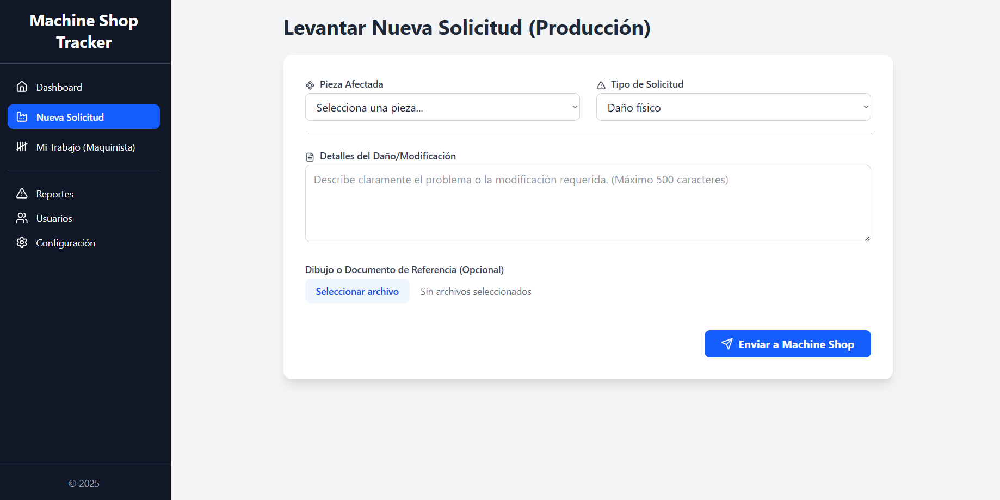 Machine Shop
Tracker
Dashboard
Nueva Solicitud
Mi Trabajo (Maquinista)
Reportes
Usuarios
Configuración
© 2025
Levantar Nueva Solicitud (Producción)
Pieza Afectada
Selecciona una pieza...
Tipo de Solicitud
Daño físico
Detalles del Daño/Modificación
Describe claramente el problema o la modificación requerida. (Máximo 500 caracteres)
Dibujo o Documento de Referencia (Opcional)
Seleccionar archivo Sin archivos seleccionados
Enviar a Machine Shop